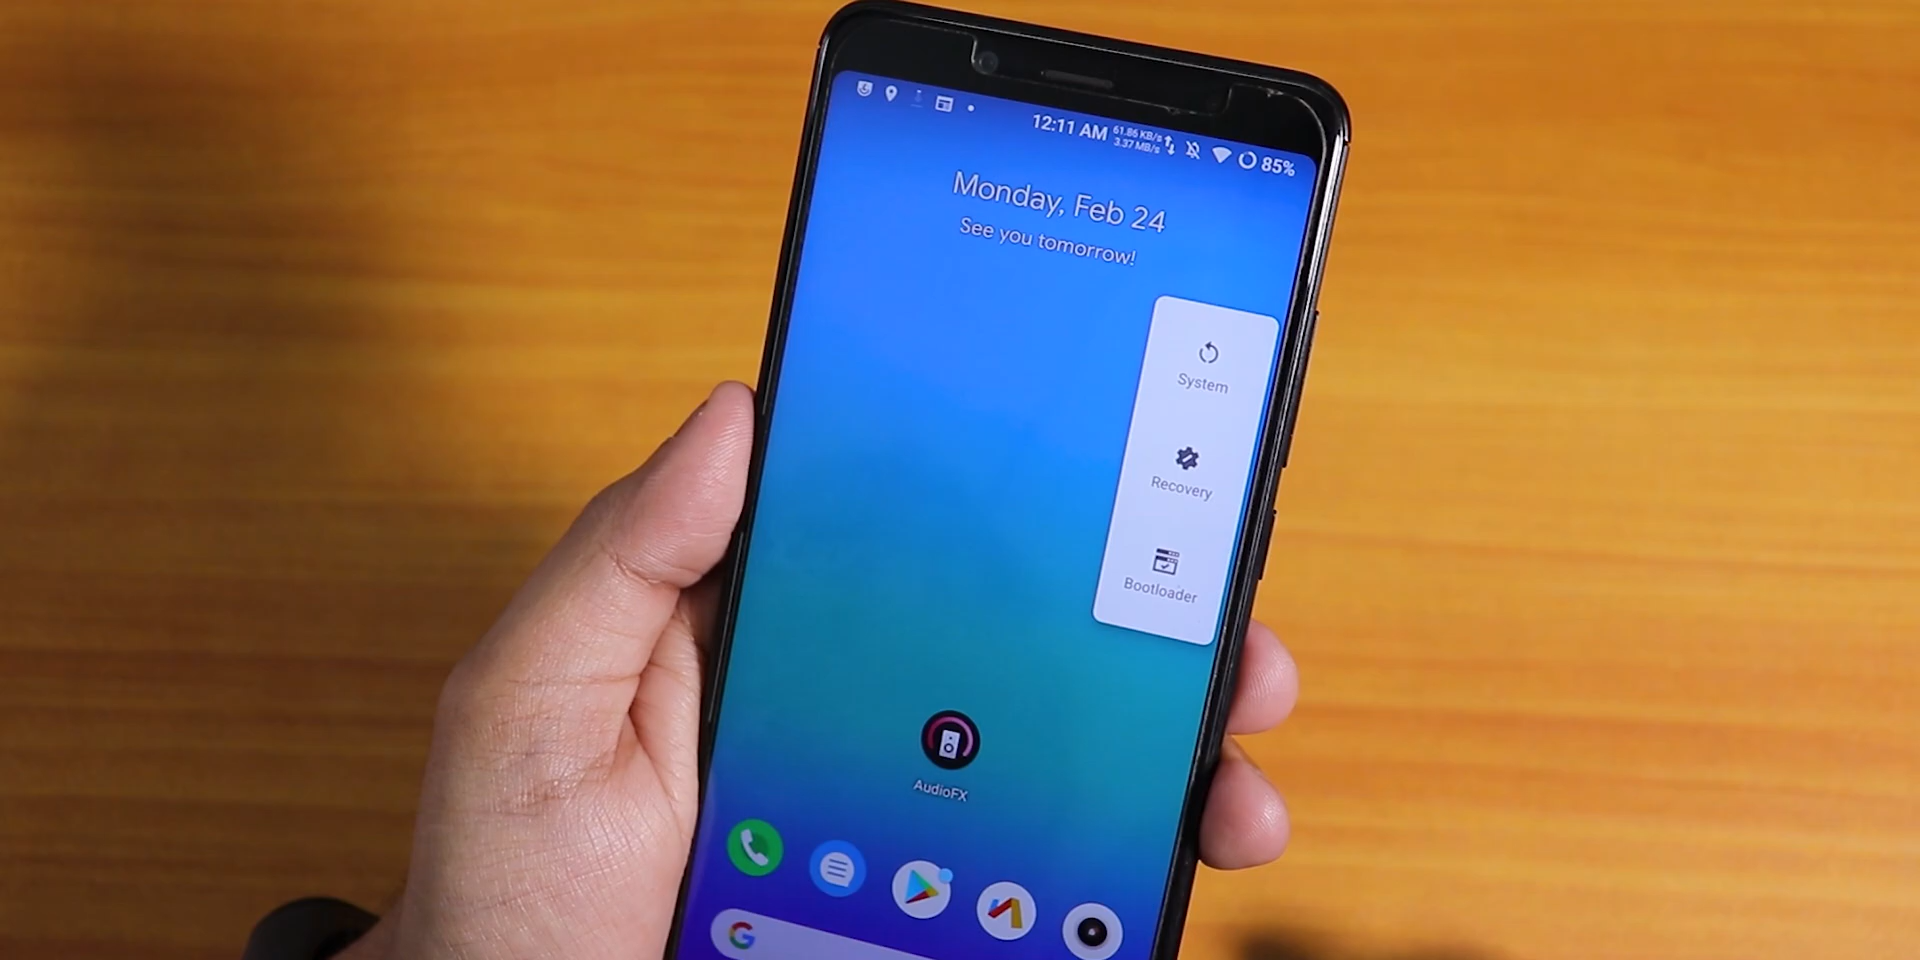 12:11 AM 61.86 KB/s 85%
3.37 MB/s
Monday, Feb 24
See you tomorrow!
System
Recovery
Bootloader
AudioFX
G